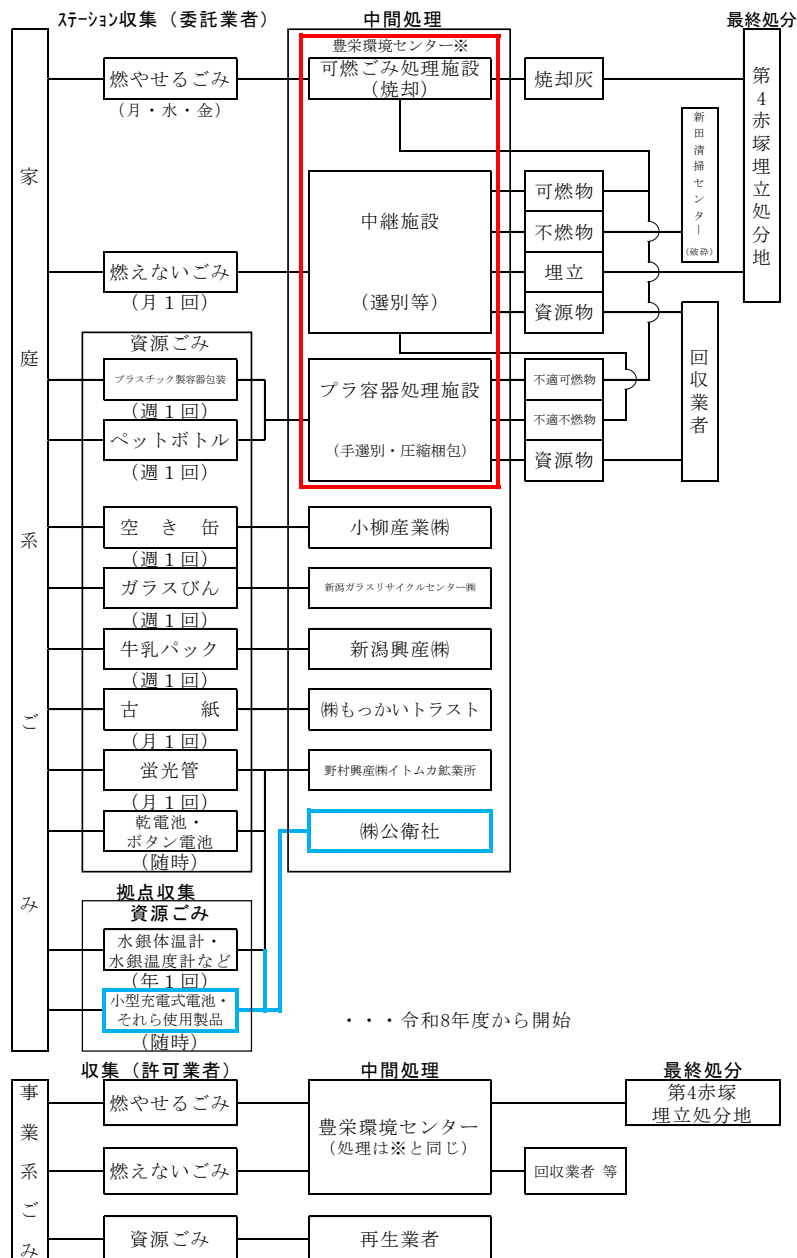 ステーション収集（委託業者）
中間処理
最終処分
家庭系ごみ
燃やせるごみ
（月・水・金）
豊栄環境センター※
可燃ごみ処理施設
（焼却）
焼却灰
第4赤塚埋立処分地
新田清掃センター（破砕）
燃えないごみ
（月１回）
中継施設
（選別等）
可燃物
不燃物
埋立
資源物
回収業者
資源ごみ
プラスチック製容器包装
（週１回）
ペットボトル
（週１回）
プラ容器処理施設
（手選別・圧縮梱包）
不適可燃物
不適不燃物
資源物
空き缶
（週１回）
小柳産業㈱
ガラスびん
（週１回）
新潟ガラスリサイクルセンター㈱
牛乳パック
（週１回）
新潟興産㈱
古紙
（月１回）
㈱もっかいトラスト
蛍光管
（月１回）
野村興産㈱イトムカ鉱業所
乾電池・
ボタン電池
（随時）
㈱公衛社
拠点収集
資源ごみ
水銀体温計・
水銀温度計など
（年１回）
小型充電式電池・
それら使用製品
（随時）
・・・令和8年度から開始
収集（許可業者）
中間処理
最終処分
事業系ごみ
燃やせるごみ
豊栄環境センター
（処理は※と同じ）
第4赤塚
埋立処分地
燃えないごみ
回収業者 等
資源ごみ
再生業者